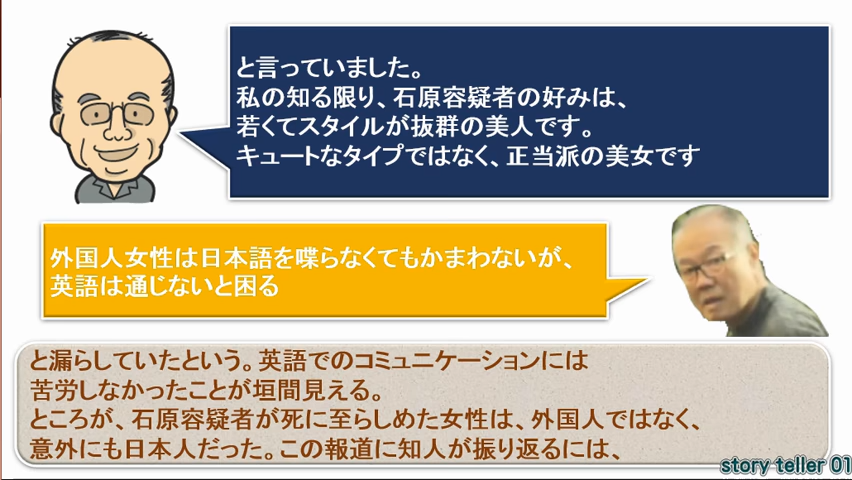 と言っていました。
私の知る限り、石原容疑者の好みは、
若くてスタイルが抜群の美人です。
キュートなタイプではなく、正当派の美女です
外国人女性は日本語を喋らなくてもかまわないが、
英語は通じないと困る
と漏らしていたという。英語でのコミュニケーションには
苦労しなかったことが垣間見える。
ところが、石原容疑者が死に至らしめた女性は、外国人ではなく、
意外にも日本人だった。この報道に知人が振り返るには、
story teller 01